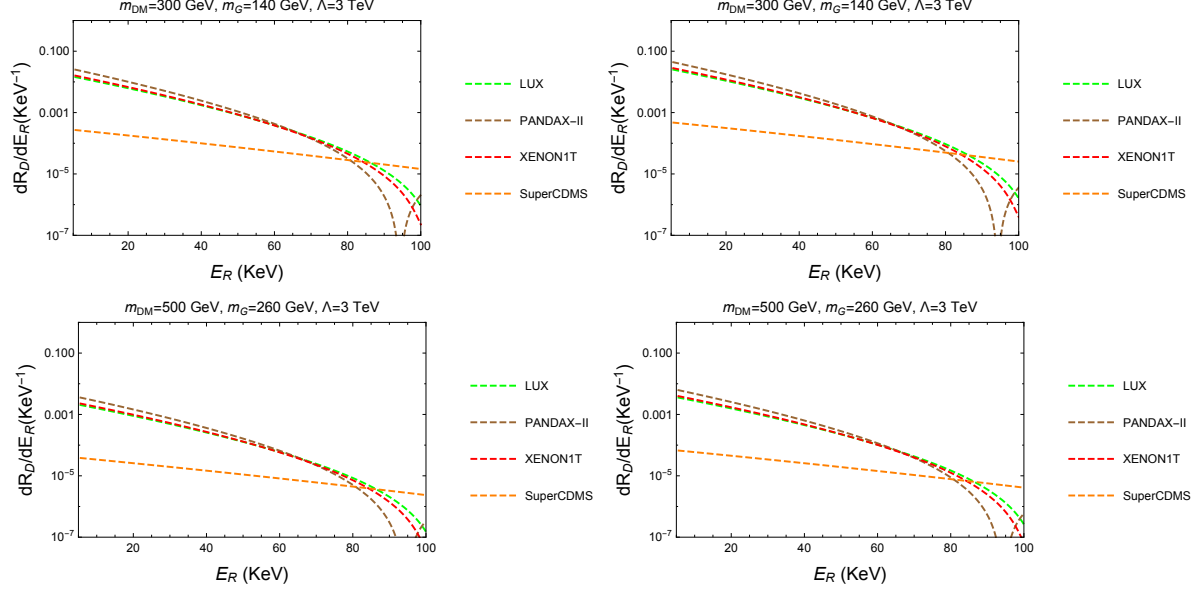 m_DM=300 GeV, m_G=140 GeV, Λ=3 TeV
dR_D/dE_R(KeV⁻¹)
0.100
0.001
10⁻⁵
10⁻⁷
20 40 60 80 100
E_R (KeV)
LUX
PANDAX-II
XENON1T
SuperCDMS
m_DM=300 GeV, m_G=140 GeV, Λ=3 TeV
dR_D/dE_R(KeV⁻¹)
0.100
0.001
10⁻⁵
10⁻⁷
20 40 60 80 100
E_R (KeV)
LUX
PANDAX-II
XENON1T
SuperCDMS
m_DM=500 GeV, m_G=260 GeV, Λ=3 TeV
dR_D/dE_R(KeV⁻¹)
0.100
0.001
10⁻⁵
10⁻⁷
20 40 60 80 100
E_R (KeV)
LUX
PANDAX-II
XENON1T
SuperCDMS
m_DM=500 GeV, m_G=260 GeV, Λ=3 TeV
dR_D/dE_R(KeV⁻¹)
0.100
0.001
10⁻⁵
10⁻⁷
20 40 60 80 100
E_R (KeV)
LUX
PANDAX-II
XENON1T
SuperCDMS